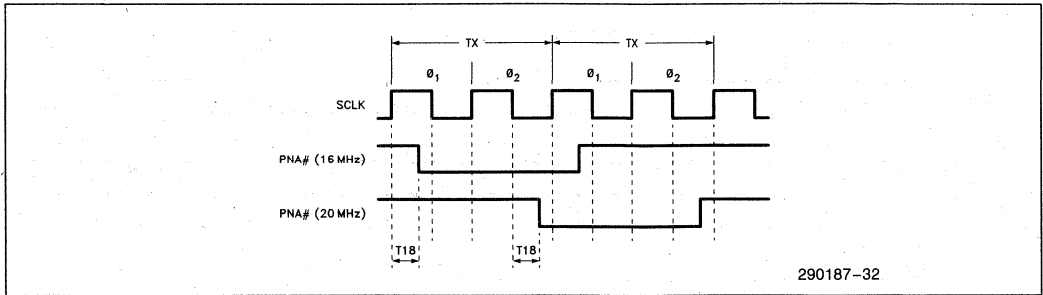 TX TX
Ø1 Ø2 Ø1 Ø2
SCLK
PNA# (16 MHz)
PNA# (20 MHz)
T18 T18
290187-32